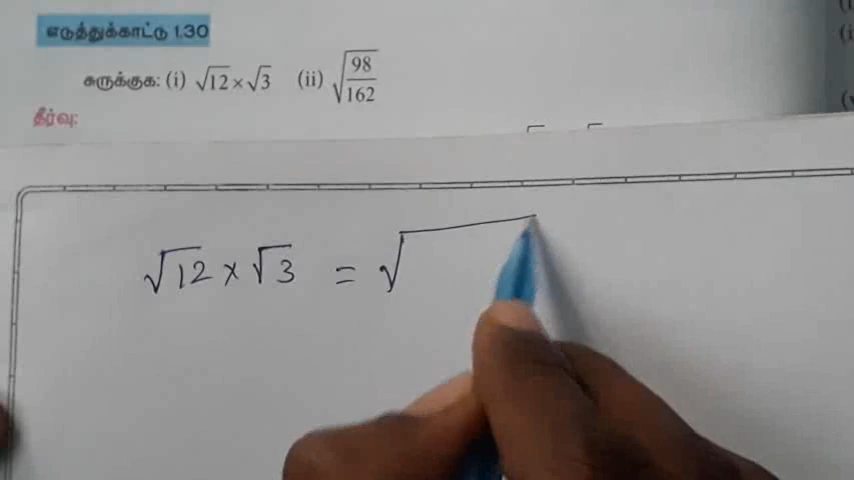 எடுத்துக்காட்டு 1.30
சுருக்குக: (i) √12 × √3 (ii) √(98/162)
தீர்வு:
√12 × √3 = √